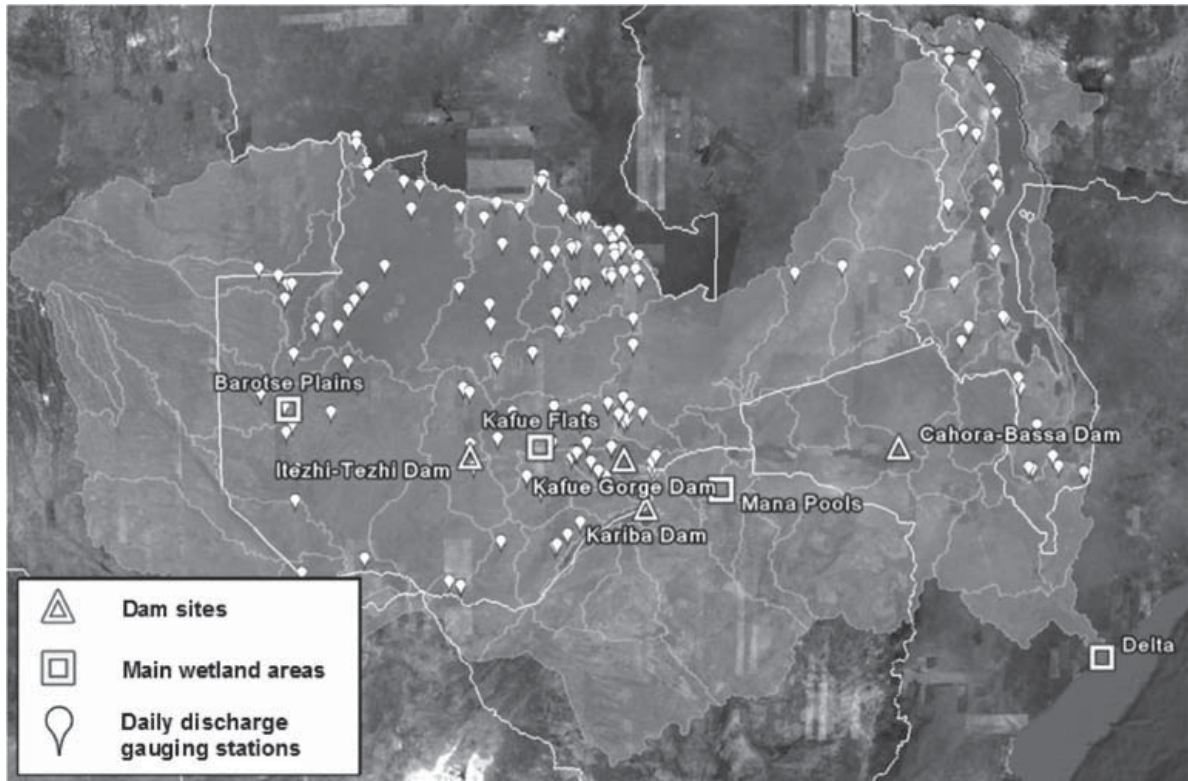 Barotse Plains
Kafue Flats
Itezhi-Tezhi Dam
Cahora-Bassa Dam
Kafue Gorge Dam
Mana Pools
Kariba Dam
Delta
Dam sites
Main wetland areas
Daily discharge
gauging stations